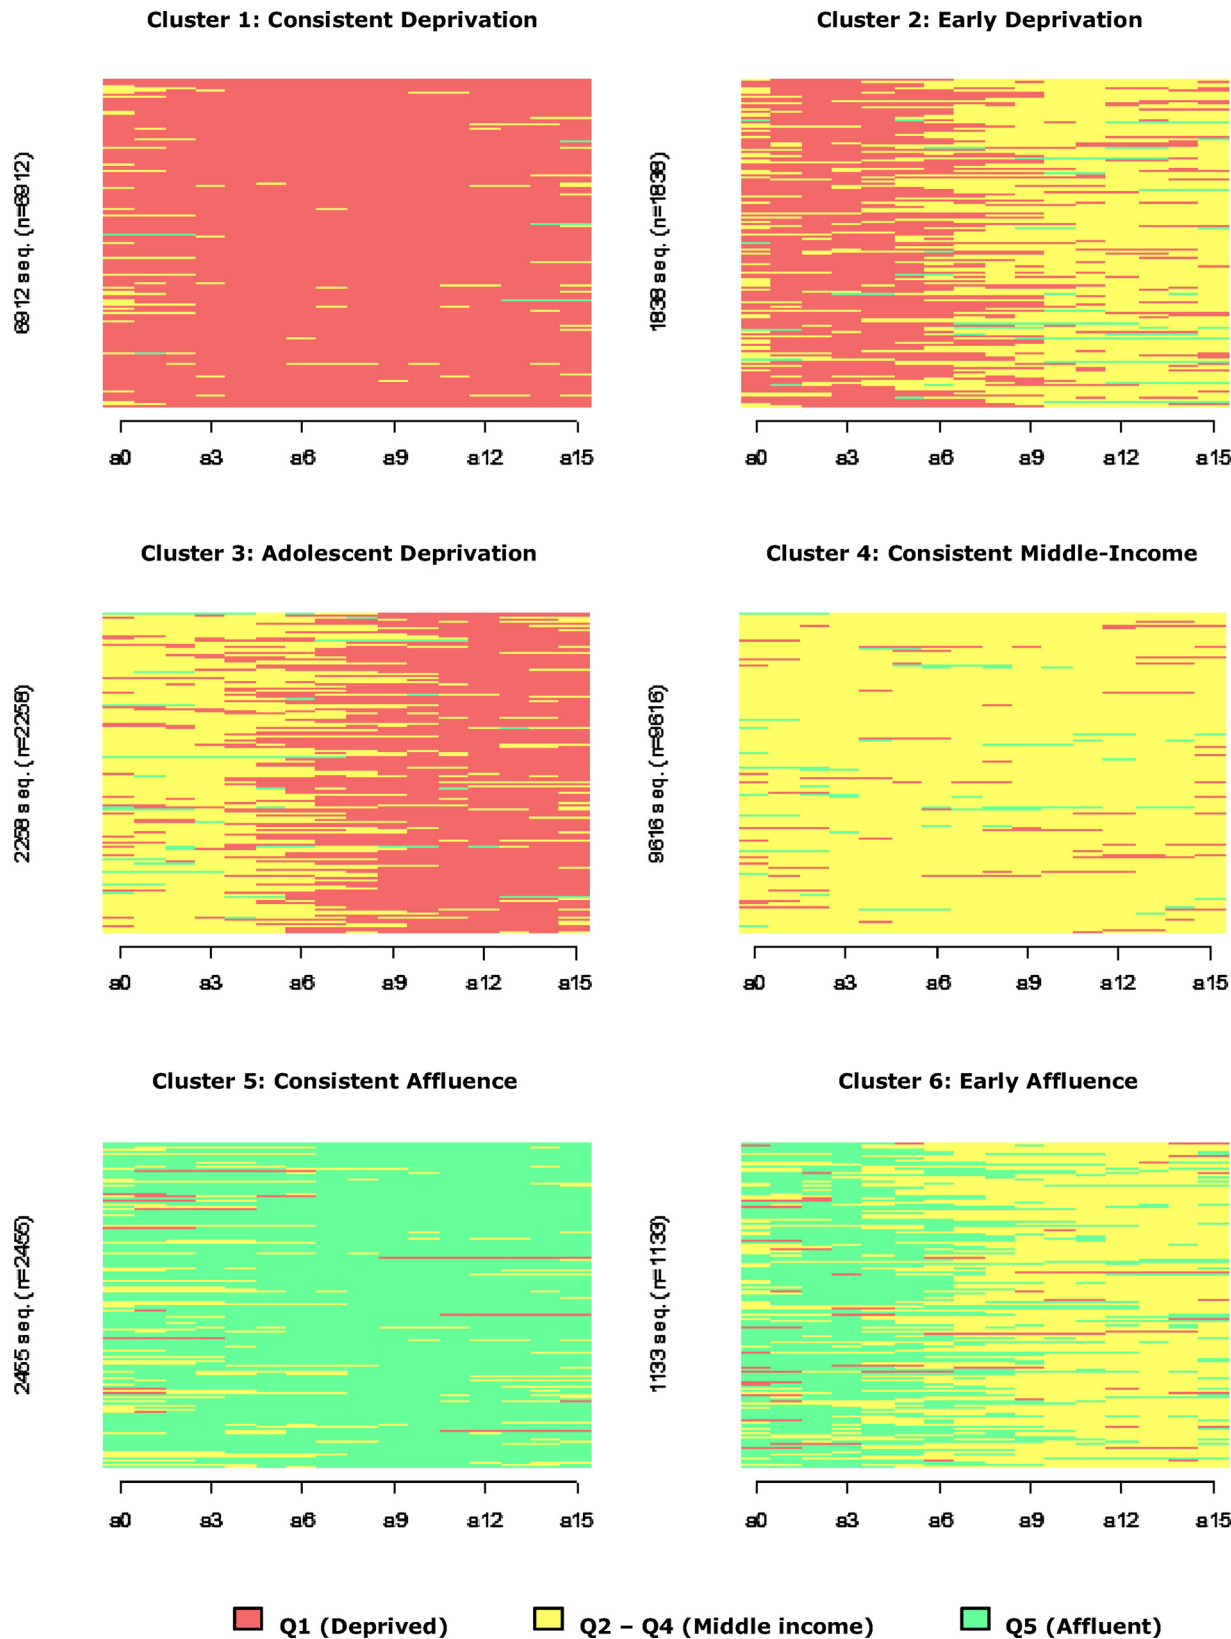 Cluster 1: Consistent Deprivation
Cluster 2: Early Deprivation
6912 seq. (n=6912)
1838 seq. (n=1838)
a0 a3 a6 a9 a12 a15
a0 a3 a6 a9 a12 a15
Cluster 3: Adolescent Deprivation
Cluster 4: Consistent Middle-Income
2258 seq. (n=2258)
9616 seq. (n=9616)
a0 a3 a6 a9 a12 a15
a0 a3 a6 a9 a12 a15
Cluster 5: Consistent Affluence
Cluster 6: Early Affluence
2455 seq. (n=2455)
1133 seq. (n=1133)
a0 a3 a6 a9 a12 a15
a0 a3 a6 a9 a12 a15
Q1 (Deprived)
Q2 – Q4 (Middle income)
Q5 (Affluent)